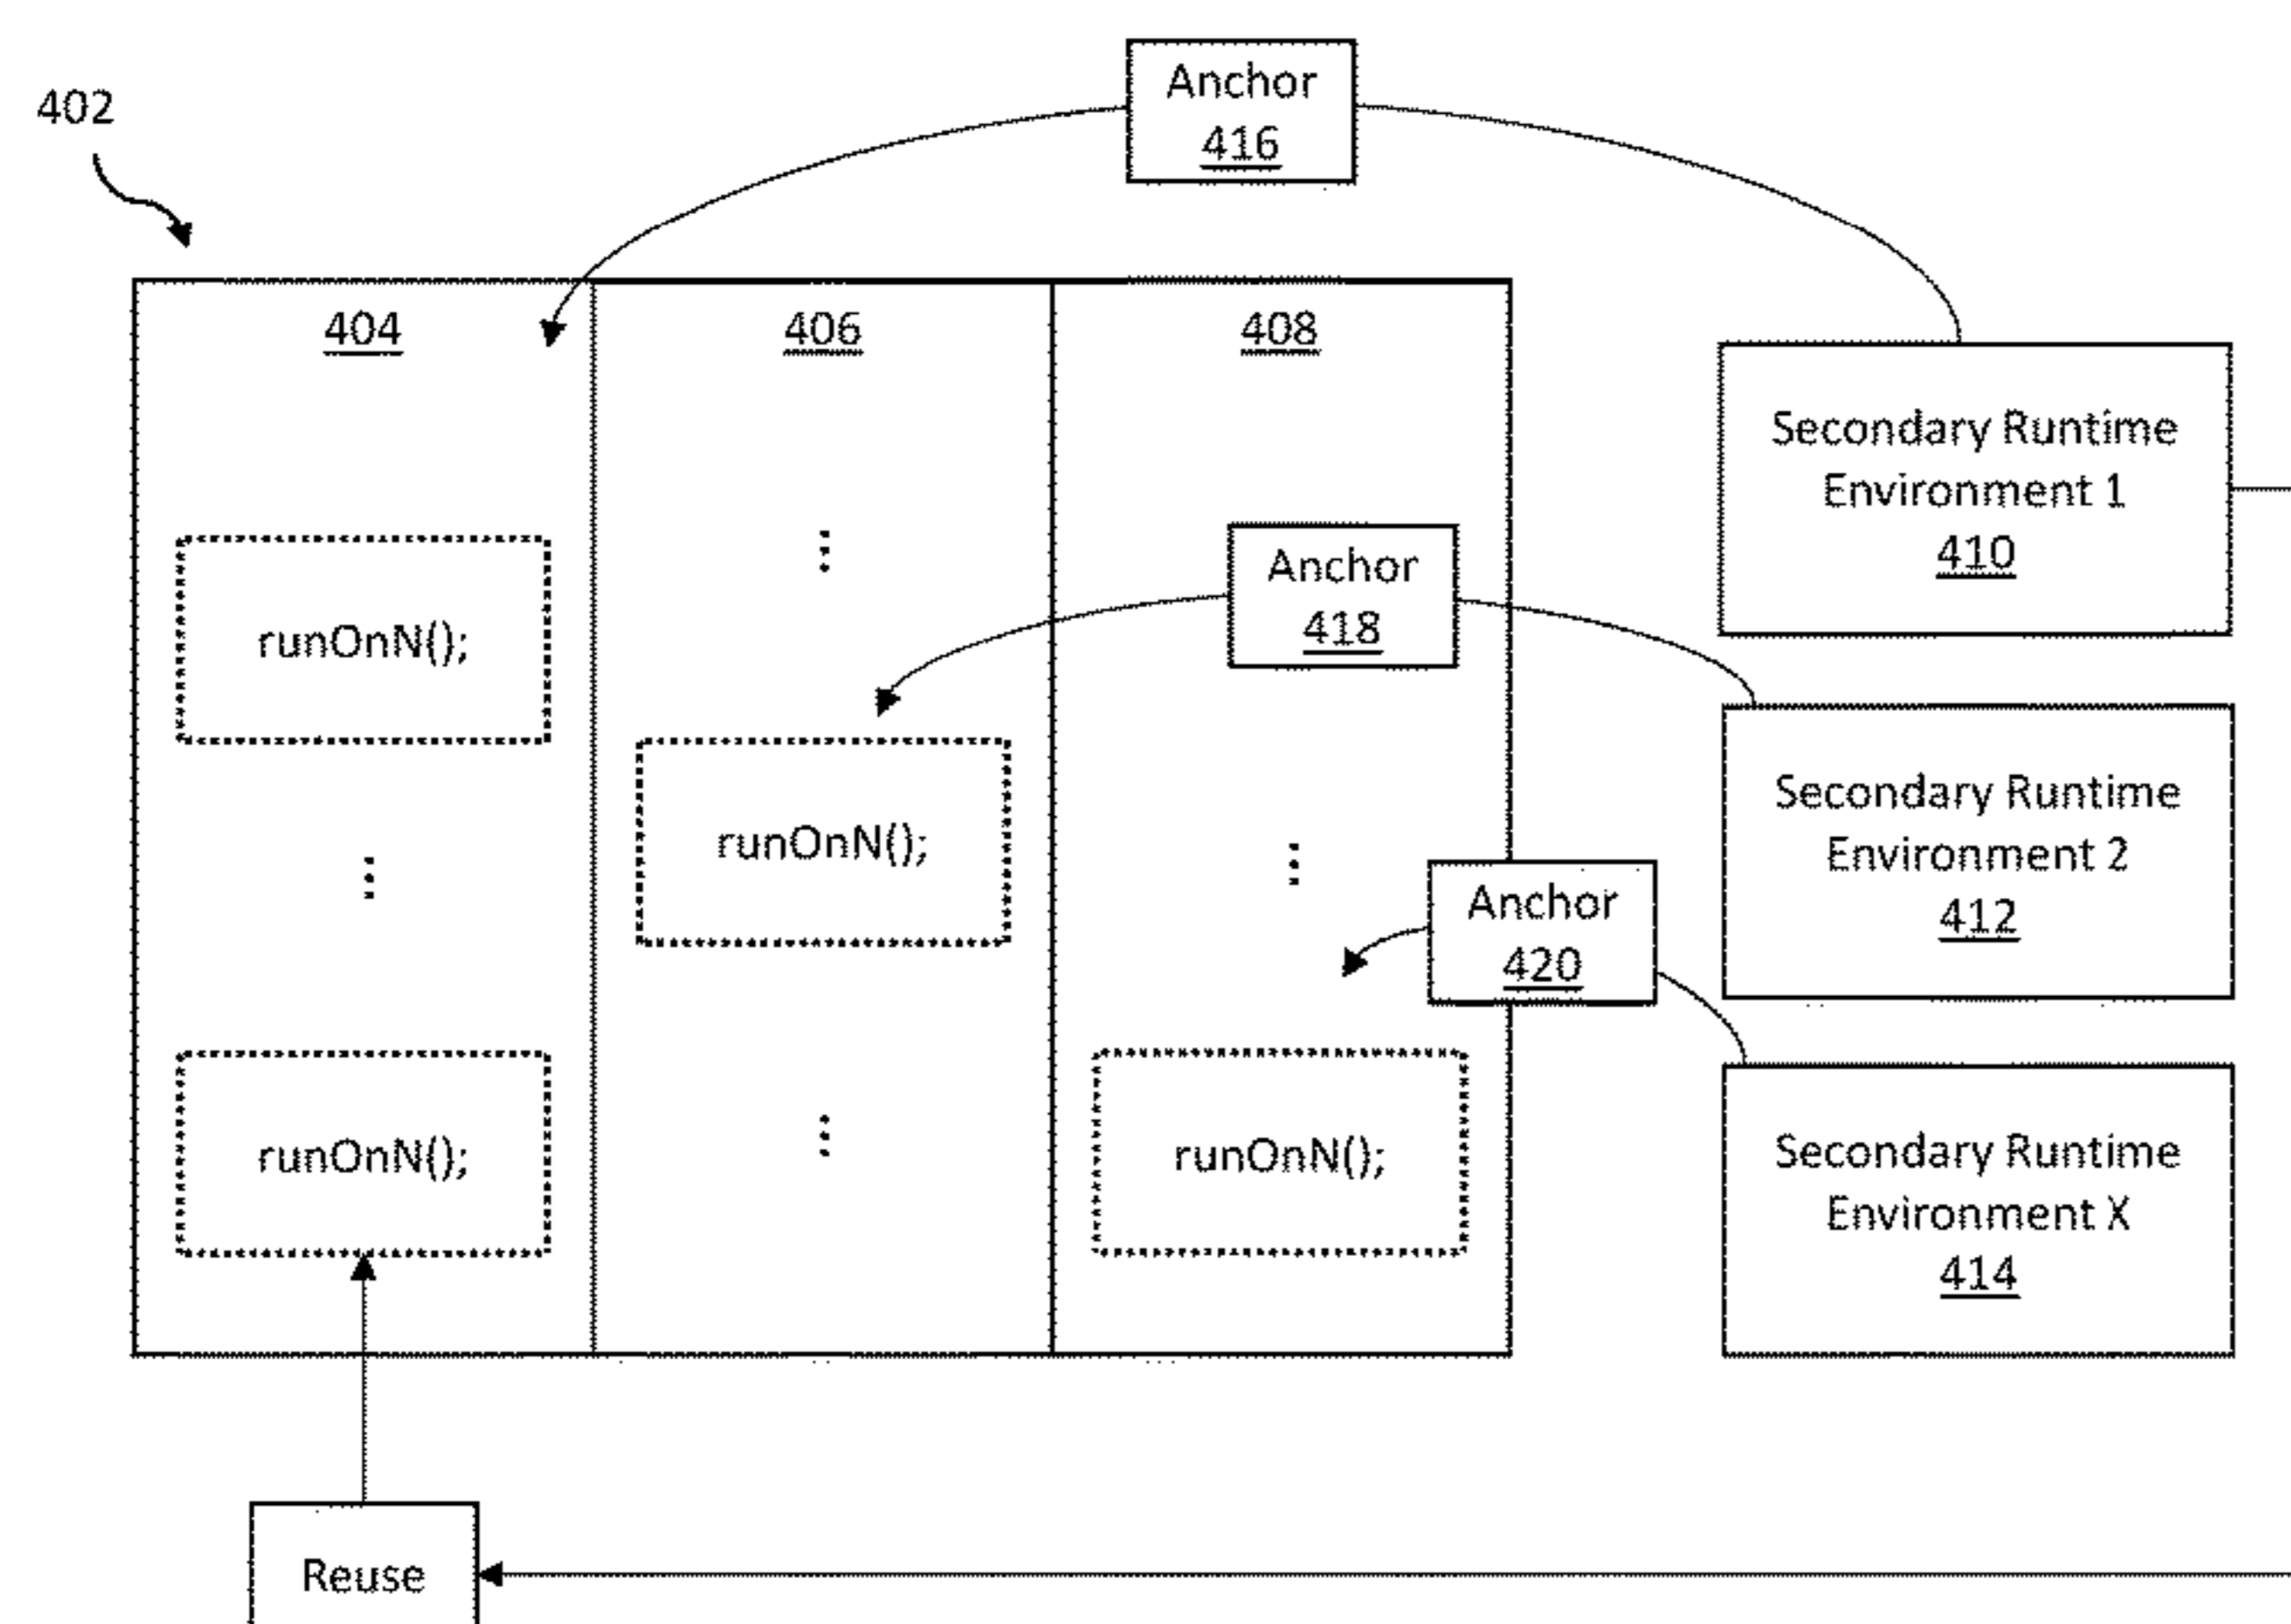 402
Anchor
416
404
406
408
Secondary Runtime
Environment 1
410
runOnN();
⋮
Anchor
418
Secondary Runtime
Environment 2
412
⋮
runOnN();
⋮
Anchor
420
runOnN();
⋮
runOnN();
Secondary Runtime
Environment X
414
Reuse